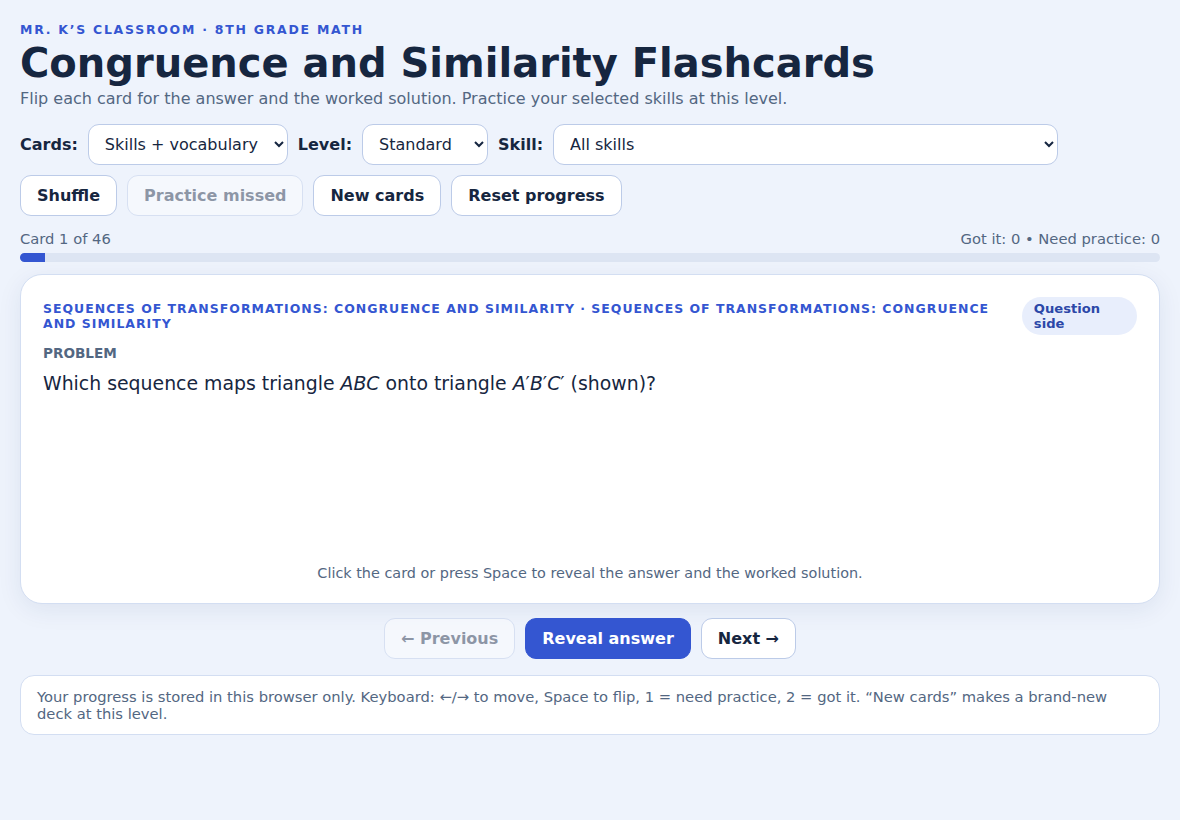 MR. K’S CLASSROOM · 8TH GRADE MATH
Congruence and Similarity Flashcards
Flip each card for the answer and the worked solution. Practice your selected skills at this level.
Cards: Skills + vocabulary Level: Standard Skill: All skills
Shuffle Practice missed New cards Reset progress
Card 1 of 46 Got it: 0 • Need practice: 0
SEQUENCES OF TRANSFORMATIONS: CONGRUENCE AND SIMILARITY · SEQUENCES OF TRANSFORMATIONS: CONGRUENCE
AND SIMILARITY
Question
side
PROBLEM
Which sequence maps triangle ABC onto triangle A′B′C′ (shown)?
Click the card or press Space to reveal the answer and the worked solution.
← Previous Reveal answer Next →
Your progress is stored in this browser only. Keyboard: ←/→ to move, Space to flip, 1 = need practice, 2 = got it. “New cards” makes a brand-new
deck at this level.